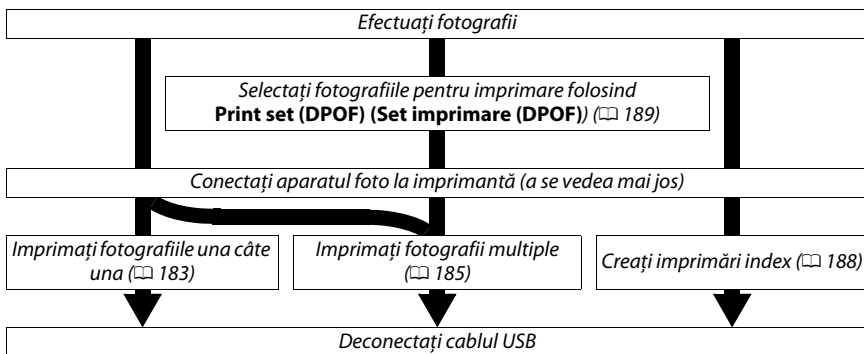 Efectuați fotografii
Selectați fotografiile pentru imprimare folosind
Print set (DPOF) (Set imprimare (DPOF)) (🕮 189)
Conectați aparatul foto la imprimantă (a se vedea mai jos)
Imprimați fotografiile una câte
una (🕮 183)
Imprimați fotografii multiple
(🕮 185)
Creați imprimări index (🕮 188)
Deconectați cablul USB